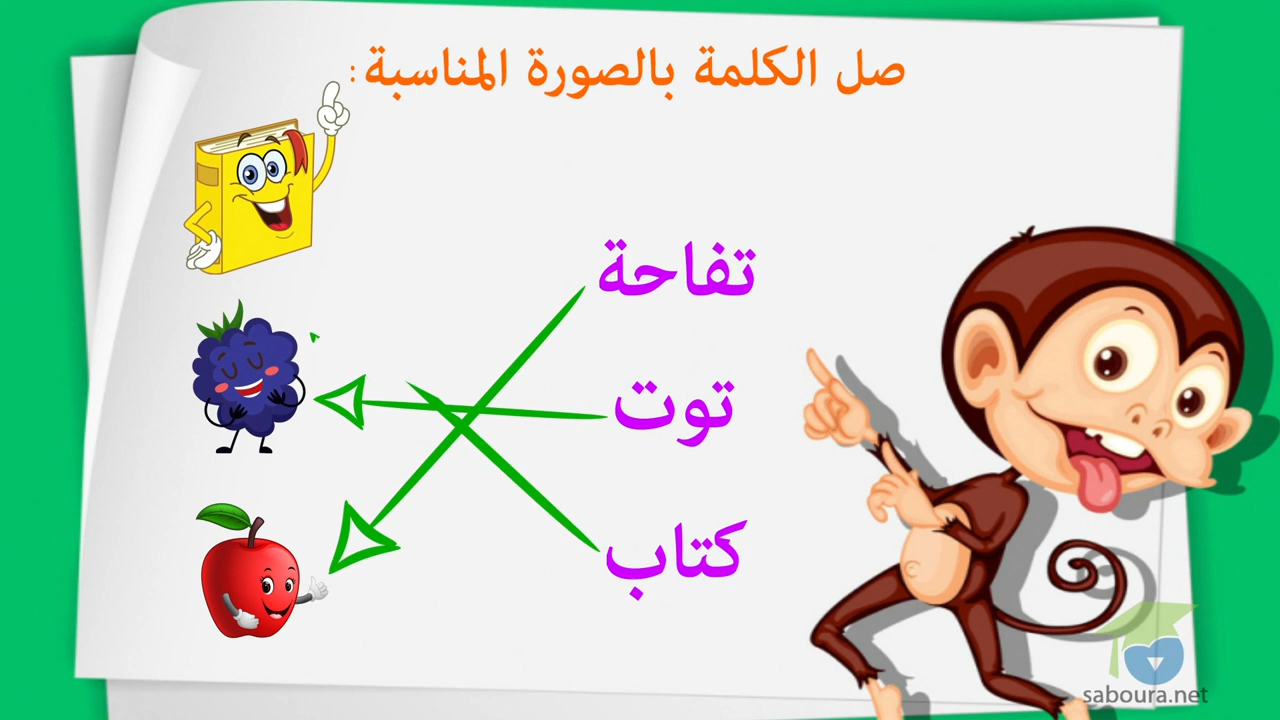 صل الكلمة بالصورة المناسبة :
تفاحة
توت
كتاب
saboura.net